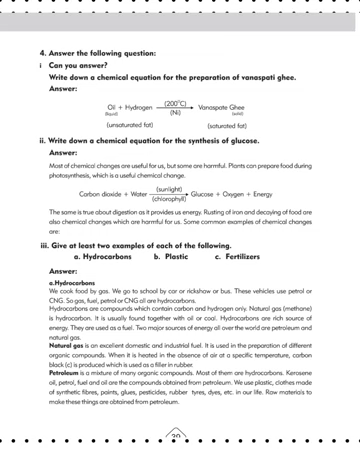 4. Answer the following question:
i Can you answer?
Write down a chemical equation for the preparation of vanaspati ghee.
Answer:
Oil + Hydrogen (200°C) (Ni) Vanaspate Ghee
(liquid) (solid)
(unsaturated fat) (saturated fat)
ii. Write down a chemical equation for the synthesis of glucose.
Answer:
Most of chemical changes are useful for us, but some are harmful. Plants can prepare food during
photosynthesis, which is a useful chemical change.
Carbon dioxide + Water (sunlight) (chlorophyll) Glucose + Oxygen + Energy
The same is true about digestion as it provides us energy. Rusting of iron and decaying of food are
also chemical changes which are harmful for us. Some common examples of chemical changes
are:
iii. Give at least two examples of each of the following.
a. Hydrocarbons b. Plastic c. Fertilizers
Answer:
a.Hydrocarbons
We cook food by gas. We go to school by car or rickshaw or bus. These vehicles use petrol or
CNG. So gas, fuel, petrol or CNG all are hydrocarbons.
Hydrocarbons are compounds which contain carbon and hydrogen only. Natural gas (methane)
is hydrocarbon. It is usually found together with oil or coal. Hydrocarbons are rich source of
energy. They are used as a fuel. Two major sources of energy all over the world are petroleum and
natural gas.
Natural gas is an excellent domestic and industrial fuel. It is used in the preparation of different
organic compounds. When it is heated in the absence of air at a specific temperature, carbon
black (c) is produced which is used as a filler in rubber.
Petroleum is a mixture of many organic compounds. Most of them are hydrocarbons. Kerosene
oil, petrol, fuel and oil are the compounds obtained from petroleum. We use plastic, clothes made
of synthetic fibres, paints, glues, pesticides, rubber tyres, dyes, etc. in our life. Raw materials to
make these things are obtained from petroleum.